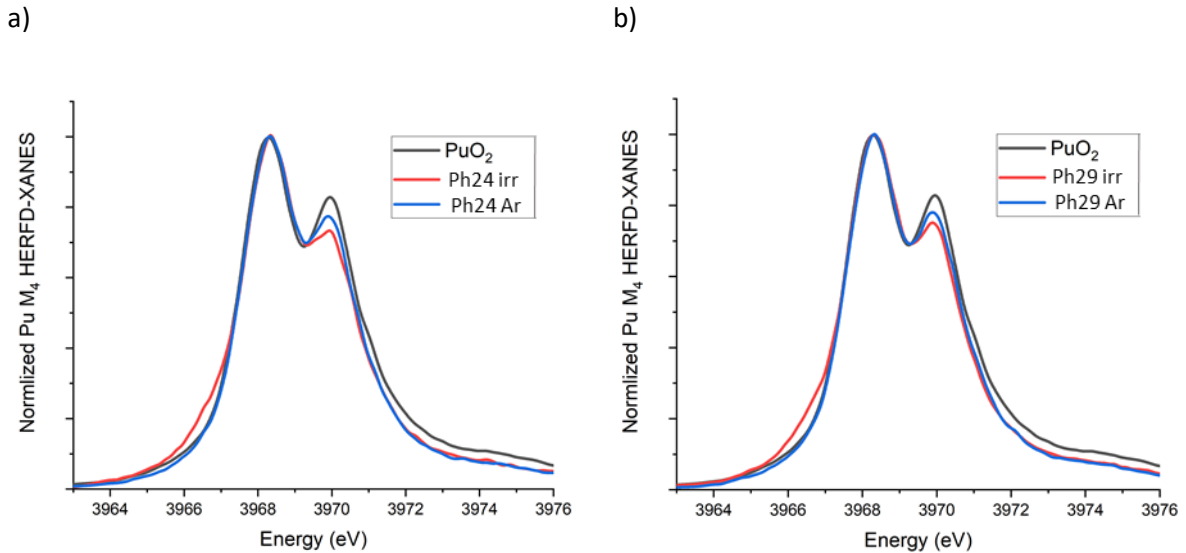 a)
Normlized Pu M₄ HERFD-XANES
PuO₂
Ph24 irr
Ph24 Ar
3964 3966 3968 3970 3972 3974 3976
Energy (eV)
b)
Normlized Pu M₄ HERFD-XANES
PuO₂
Ph29 irr
Ph29 Ar
3964 3966 3968 3970 3972 3974 3976
Energy (eV)